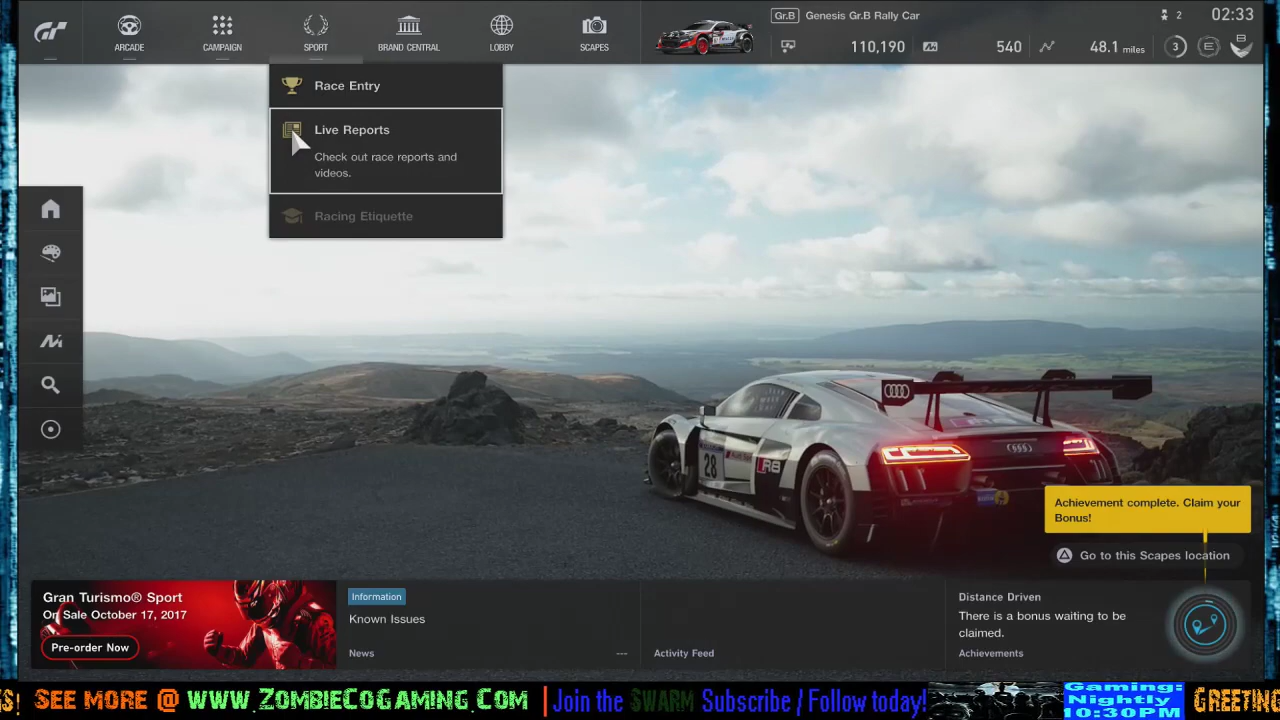 GT
ARCADE
CAMPAIGN
SPORT
BRAND CENTRAL
LOBBY
SCAPES
Gr.B Genesis Gr.B Rally Car
2
02:33
110,190
540
48.1 miles
3
E
B
Race Entry
Live Reports
Check out race reports and
videos.
Racing Etiquette
28
R8
Achievement complete. Claim your
Bonus!
Go to this Scapes location
Gran Turismo® Sport
On Sale October 17, 2017
Pre-order Now
Information
Known Issues
News
---
Activity Feed
Distance Driven
There is a bonus waiting to be
claimed.
Achievements
S! SEE MORE @ WWW.ZOMBIECOGAMING.COM | Join the SWARM Subscribe / Follow today!
Gaming:
Nightly
10:30PM
GREETING